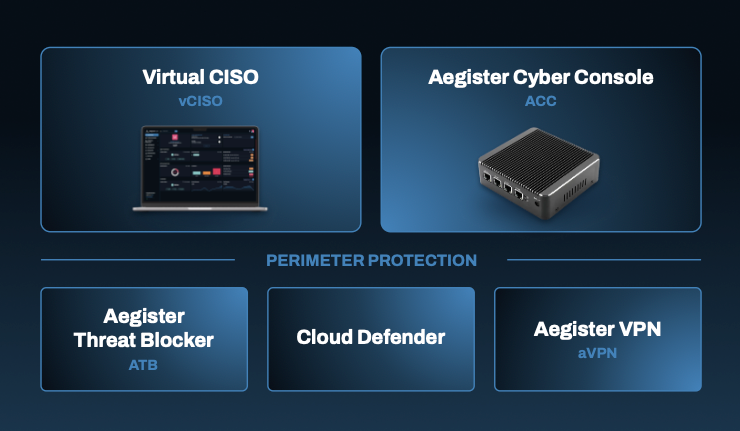 Virtual CISO
vCISO
Aegister Cyber Console
ACC
PERIMETER PROTECTION
Aegister
Threat Blocker
ATB
Cloud Defender
Aegister VPN
aVPN